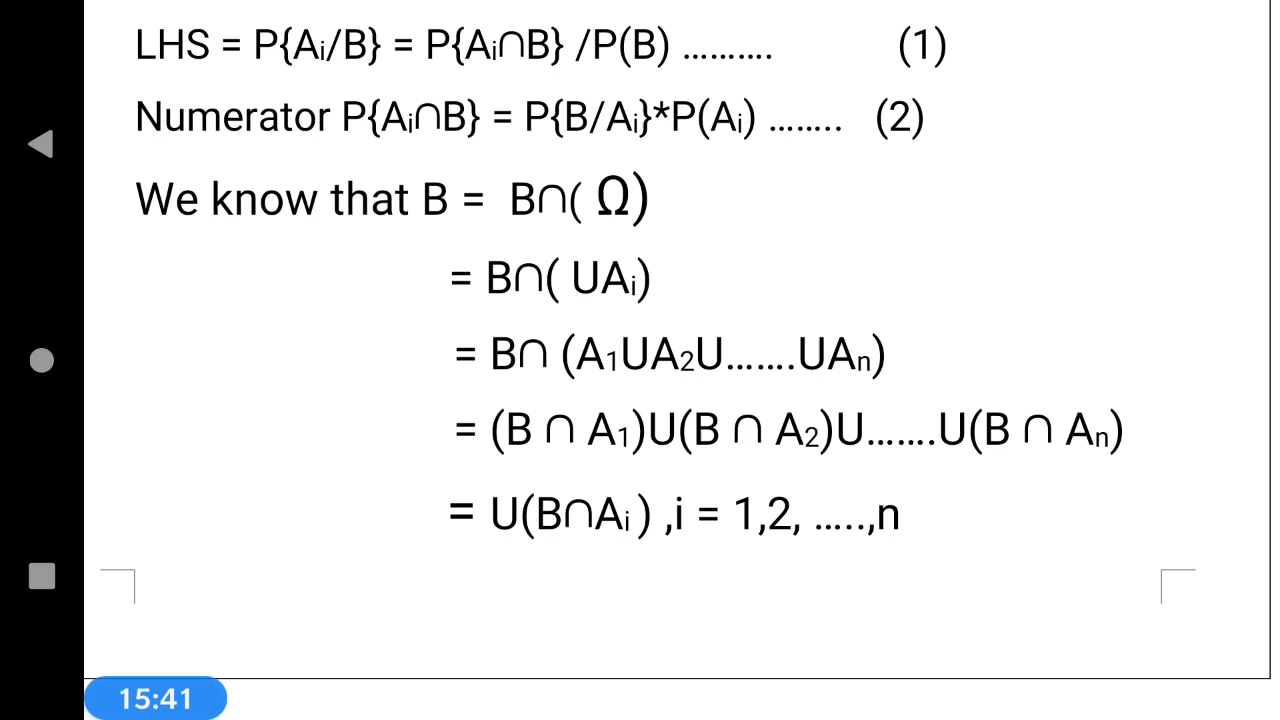 LHS = P{Aᵢ/B} = P{Aᵢ∩B} /P(B) ………. (1)
Numerator P{Aᵢ∩B} = P{B/Aᵢ}*P(Aᵢ) …….. (2)
We know that B = B∩( Ω)
= B∩( UAᵢ)
= B∩ (A₁UA₂U…….UAₙ)
= (B ∩ A₁)U(B ∩ A₂)U…….U(B ∩ Aₙ)
= U(B∩Aᵢ ) ,i = 1,2, …..,n
15:41